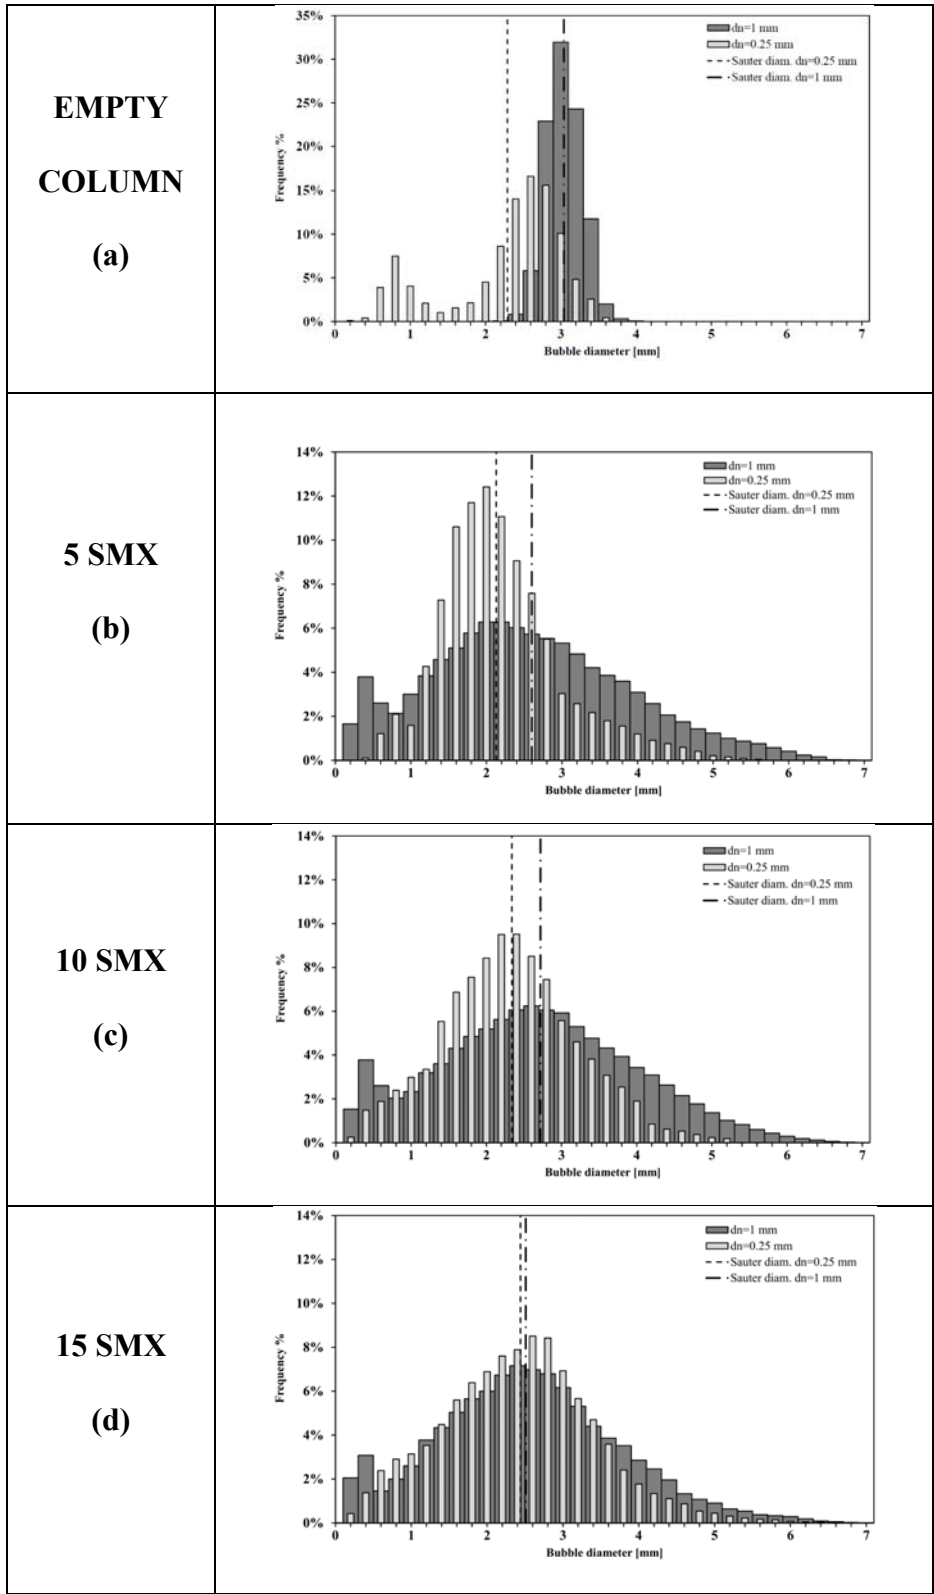 EMPTY
COLUMN
(a)
35%
30%
25%
20%
15%
10%
5%
0%
Frequency %
0 1 2 3 4 5 6 7
Bubble diameter [mm]
dn=1 mm
dn=0.25 mm
Sauter diam. dn=0.25 mm
Sauter diam. dn=1 mm
5 SMX
(b)
14%
12%
10%
8%
6%
4%
2%
0%
Frequency %
0 1 2 3 4 5 6 7
Bubble diameter [mm]
dn=1 mm
dn=0.25 mm
Sauter diam. dn=0.25 mm
Sauter diam. dn=1 mm
10 SMX
(c)
14%
12%
10%
8%
6%
4%
2%
0%
Frequency %
0 1 2 3 4 5 6 7
Bubble diameter [mm]
dn=1 mm
dn=0.25 mm
Sauter diam. dn=0.25 mm
Sauter diam. dn=1 mm
15 SMX
(d)
14%
12%
10%
8%
6%
4%
2%
0%
Frequency %
0 1 2 3 4 5 6 7
Bubble diameter [mm]
dn=1 mm
dn=0.25 mm
Sauter diam. dn=0.25 mm
Sauter diam. dn=1 mm